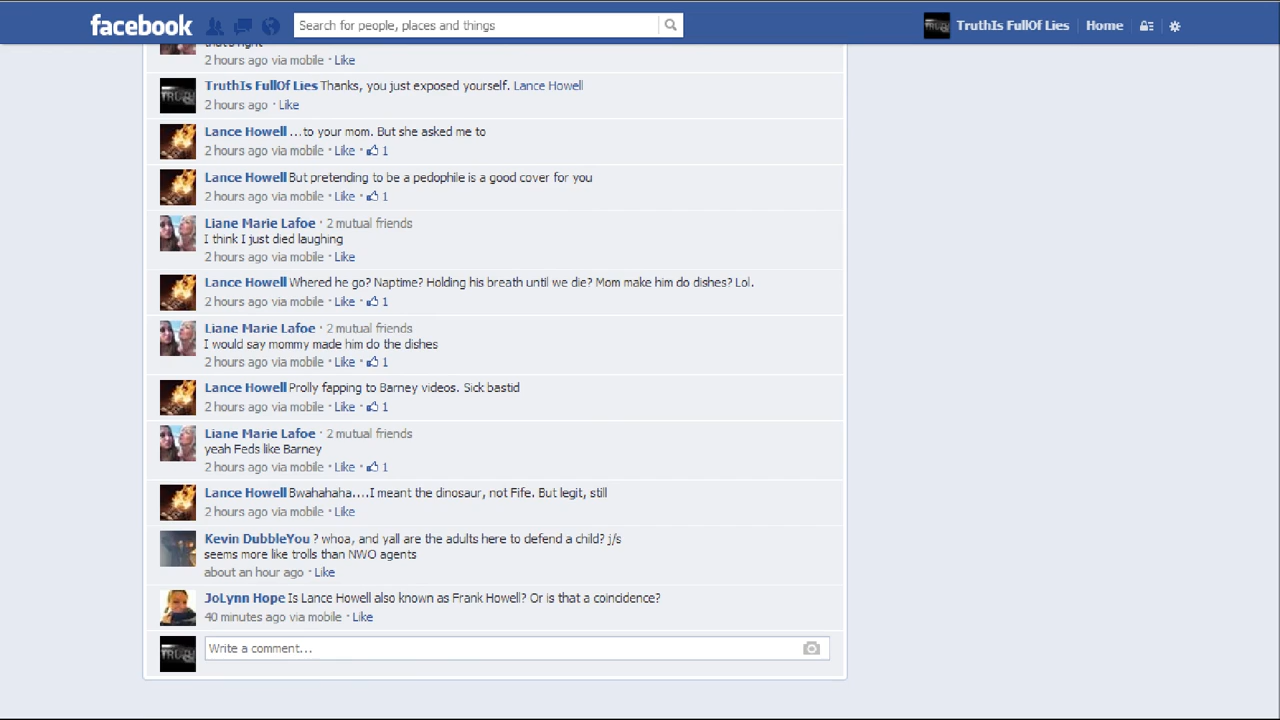 facebook
Search for people, places and things
TruthIs FullOf Lies
Home
that's right
2 hours ago via mobile · Like
TruthIs FullOf Lies Thanks, you just exposed yourself. Lance Howell
2 hours ago · Like
Lance Howell ...to your mom. But she asked me to
2 hours ago via mobile · Like · 1
Lance Howell But pretending to be a pedophile is a good cover for you
2 hours ago via mobile · Like · 1
Liane Marie Lafoe · 2 mutual friends
I think I just died laughing
2 hours ago via mobile · Like
Lance Howell Whered he go? Naptime? Holding his breath until we die? Mom make him do dishes? Lol.
2 hours ago via mobile · Like · 1
Liane Marie Lafoe · 2 mutual friends
I would say mommy made him do the dishes
2 hours ago via mobile · Like · 1
Lance Howell Prolly fapping to Barney videos. Sick bastid
2 hours ago via mobile · Like · 1
Liane Marie Lafoe · 2 mutual friends
yeah Feds like Barney
2 hours ago via mobile · Like · 1
Lance Howell Bwahahaha....I meant the dinosaur, not Fife. But legit, still
2 hours ago via mobile · Like
Kevin DubbleYou ? whoa, and yall are the adults here to defend a child? j/s
seems more like trolls than NWO agents
about an hour ago · Like
JoLynn Hope Is Lance Howell also known as Frank Howell? Or is that a coincidence?
40 minutes ago via mobile · Like
Write a comment...